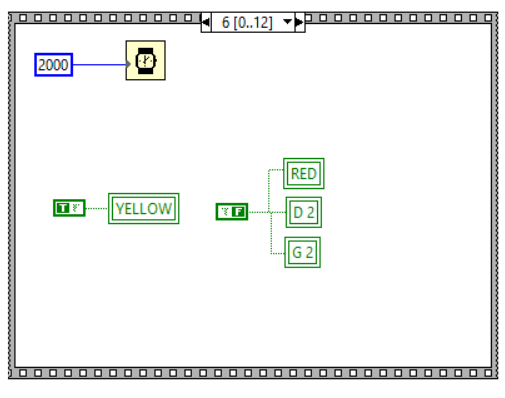 6 [0..12]
2000
RED
T F
YELLOW
F
D 2
G 2